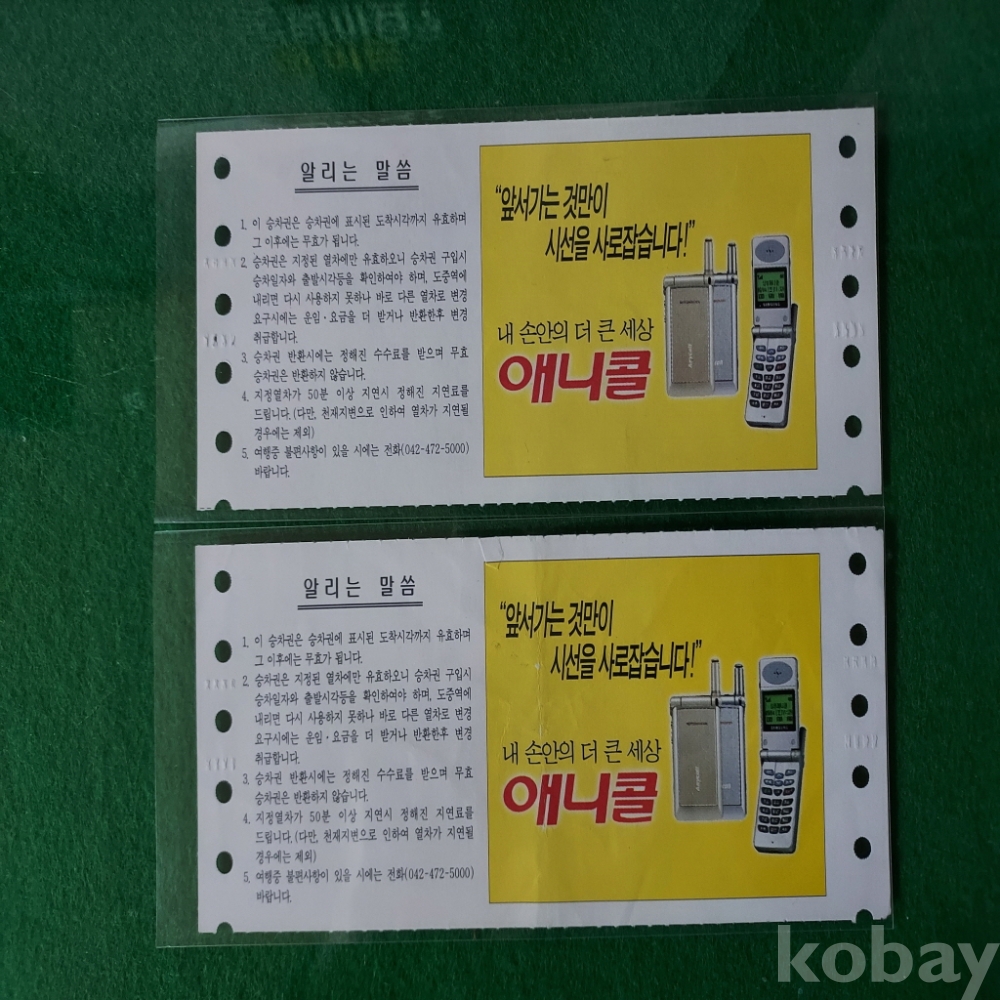 알리는 말씀
1. 이 승차권은 승차권에 표시된 도착시각까지 유효하며
그 이후에는 무효가 됩니다.
2. 승차권은 지정된 열차에만 유효하오니 승차권 구입시
승차일자와 출발시각등을 확인하여야 하며, 도중역에
내리면 다시 사용하지 못하나 바로 다른 열차로 변경
요구시에는 운임·요금을 더 받거나 반환한후 변경
취급합니다.
3. 승차권 반환시에는 정해진 수수료를 받으며 무효
승차권은 반환하지 않습니다.
4. 지정열차가 50분 이상 지연시 정해진 지연료를
드립니다.(다만, 천재지변으로 인하여 열차가 지연될
경우에는 제외)
5. 여행중 불편사항이 있을 시에는 전화(042-472-5000)
바랍니다.
“앞서가는 것만이
시선을 사로잡습니다!”
내 손안의 더 큰 세상
애니콜
알리는 말씀
1. 이 승차권은 승차권에 표시된 도착시각까지 유효하며
그 이후에는 무효가 됩니다.
2. 승차권은 지정된 열차에만 유효하오니 승차권 구입시
승차일자와 출발시각등을 확인하여야 하며, 도중역에
내리면 다시 사용하지 못하나 바로 다른 열차로 변경
요구시에는 운임·요금을 더 받거나 반환한후 변경
취급합니다.
3. 승차권 반환시에는 정해진 수수료를 받으며 무효
승차권은 반환하지 않습니다.
4. 지정열차가 50분 이상 지연시 정해진 지연료를
드립니다.(다만, 천재지변으로 인하여 열차가 지연될
경우에는 제외)
5. 여행중 불편사항이 있을 시에는 전화(042-472-5000)
바랍니다.
“앞서가는 것만이
시선을 사로잡습니다!”
내 손안의 더 큰 세상
애니콜
kobay